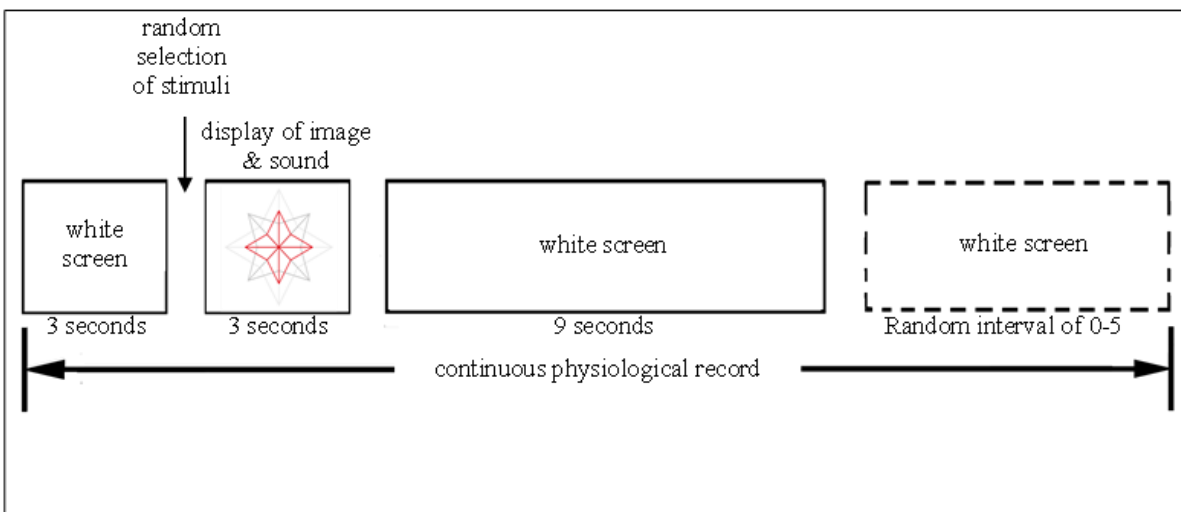 random
selection
of stimuli
display of image
& sound
white
screen
white screen
white screen
3 seconds
3 seconds
9 seconds
Random interval of 0-5
continuous physiological record